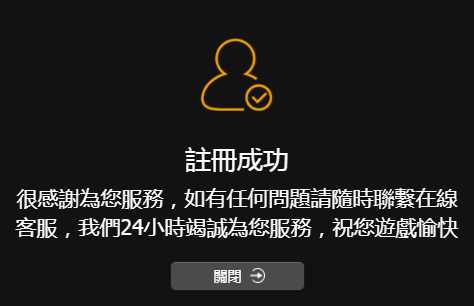 註冊成功
很感謝為您服務，如有任何問題請隨時聯繫在線
客服，我們24小時竭誠為您服務，祝您遊戲愉快
關閉